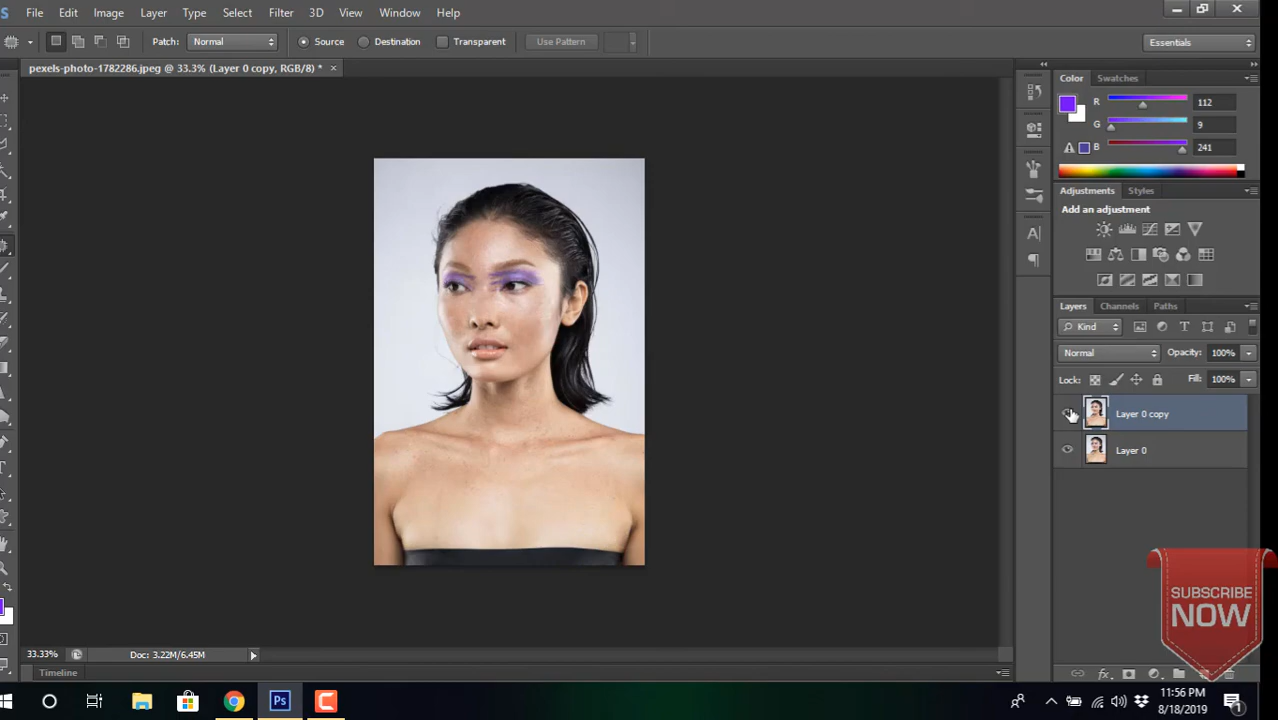 S File Edit Image Layer Type Select Filter 3D View Window Help
Patch: Normal Source Destination Transparent Use Pattern Essentials
pexels-photo-1782286.jpeg @ 33.3% (Layer 0 copy, RGB/8) * ×
Color Swatches
R 112
G 9
B 241
Adjustments Styles
Add an adjustment
Layers Channels Paths
Kind
Normal Opacity: 100%
Lock: Fill: 100%
Layer 0 copy
Layer 0
SUBSCRIBE
NOW
33.33% Doc: 3.22M/6.45M
Timeline
fx
Ps
11:56 PM
8/18/2019
1